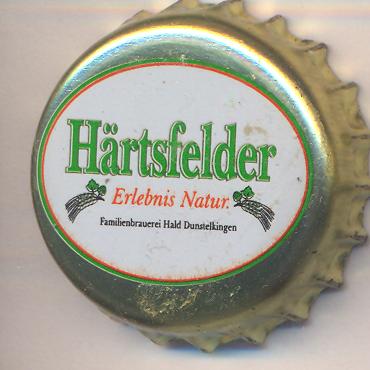 Härtsfelder
Erlebnis Natur.
Familienbrauerei Hald Dunstelkingen